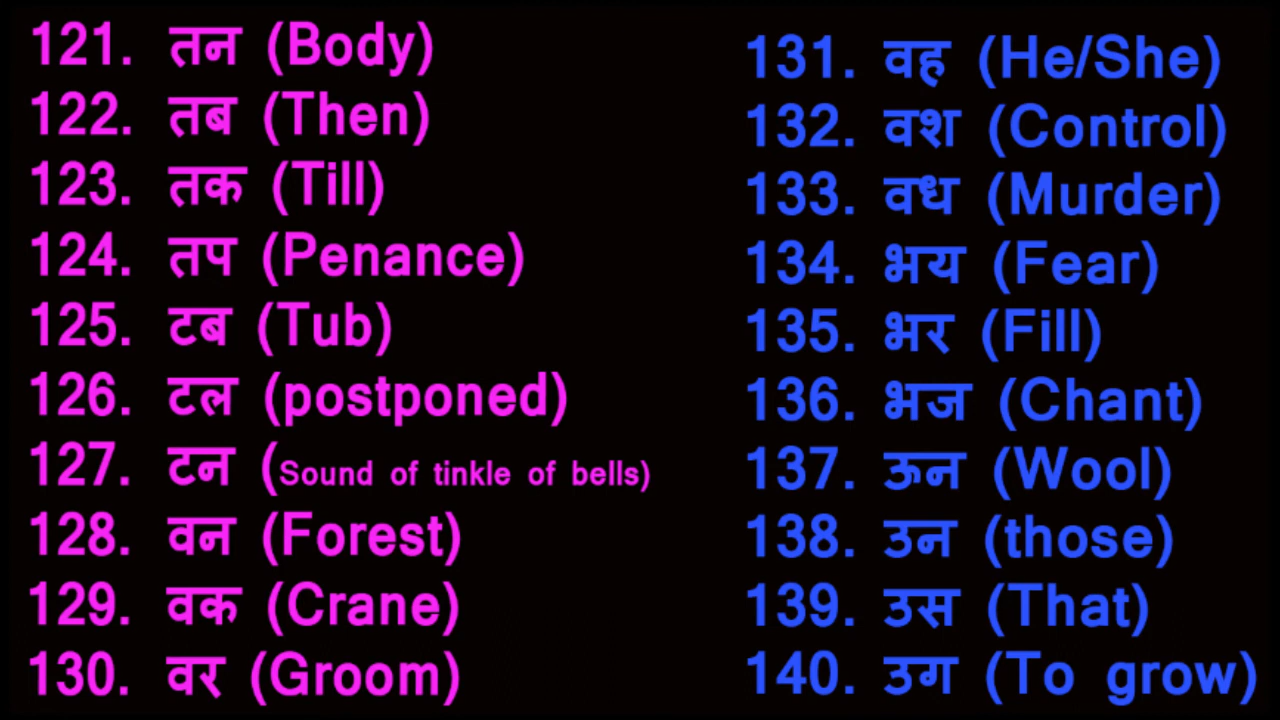 121. तन (Body)
122. तब (Then)
123. तक (Till)
124. तप (Penance)
125. टब (Tub)
126. टल (postponed)
127. टन (Sound of tinkle of bells)
128. वन (Forest)
129. वक (Crane)
130. वर (Groom)
131. वह (He/She)
132. वश (Control)
133. वध (Murder)
134. भय (Fear)
135. भर (Fill)
136. भज (Chant)
137. ऊन (Wool)
138. उन (those)
139. उस (That)
140. उग (To grow)